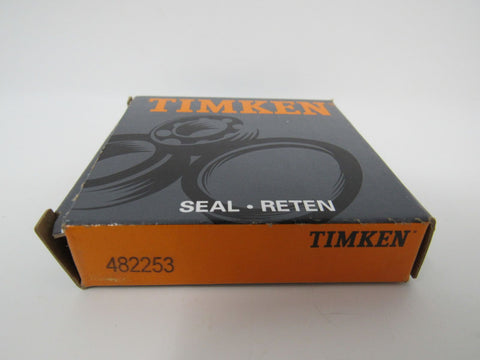 TIMKEN
SEAL • RETEN
TIMKEN
482253